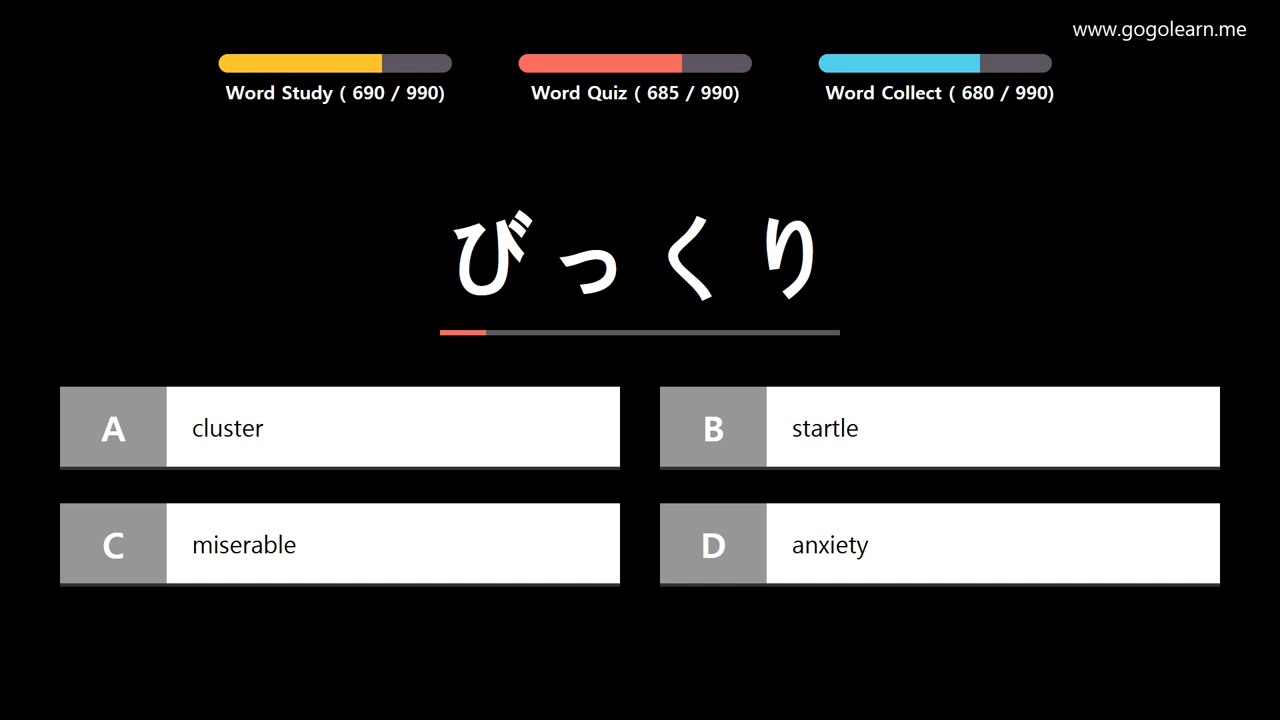 www.gogolearn.me
Word Study ( 690 / 990)
Word Quiz ( 685 / 990)
Word Collect ( 680 / 990)
びっくり
A cluster
B startle
C miserable
D anxiety